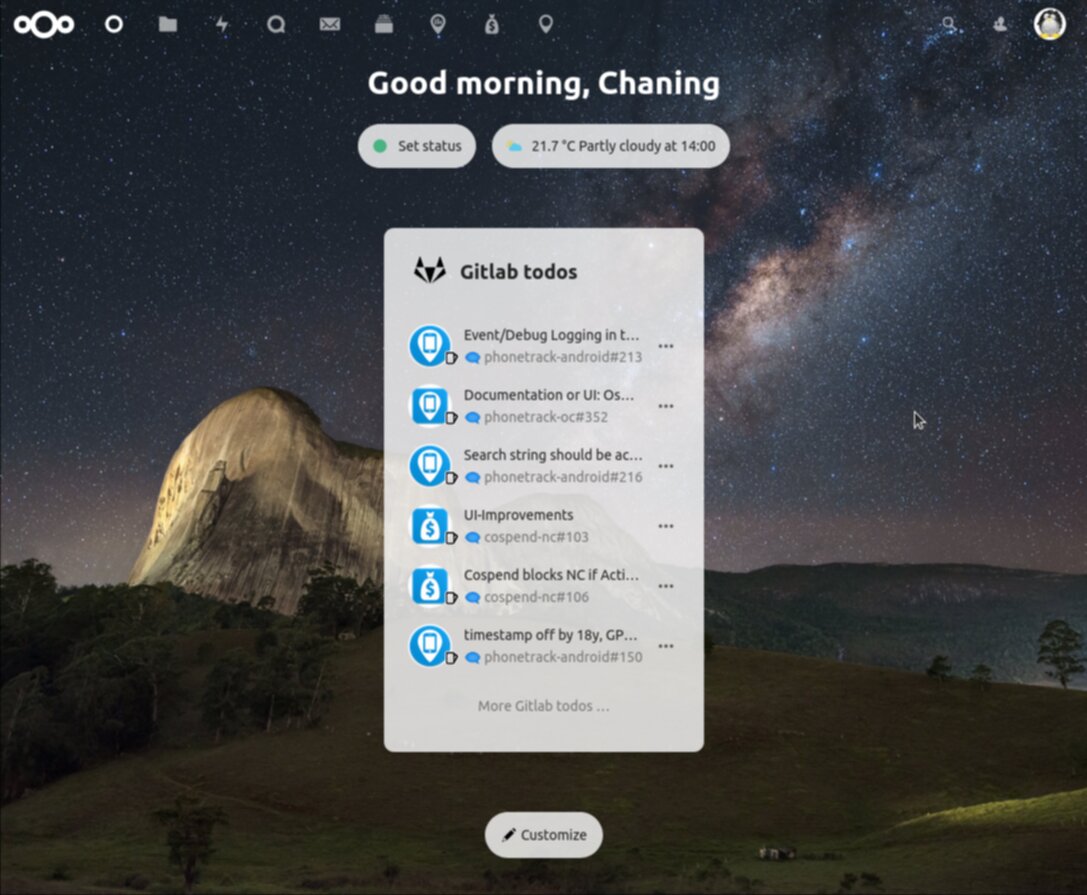 Good morning, Chaning
Set status
21.7 °C Partly cloudy at 14:00
Gitlab todos
Event/Debug Logging in t...
phonetrack-android#213
Documentation or UI: Os...
phonetrack-oc#352
Search string should be ac...
phonetrack-android#216
UI-Improvements
cospend-nc#103
Cospend blocks NC if Acti...
cospend-nc#106
timestamp off by 18y, GP...
phonetrack-android#150
More Gitlab todos ...
Customize